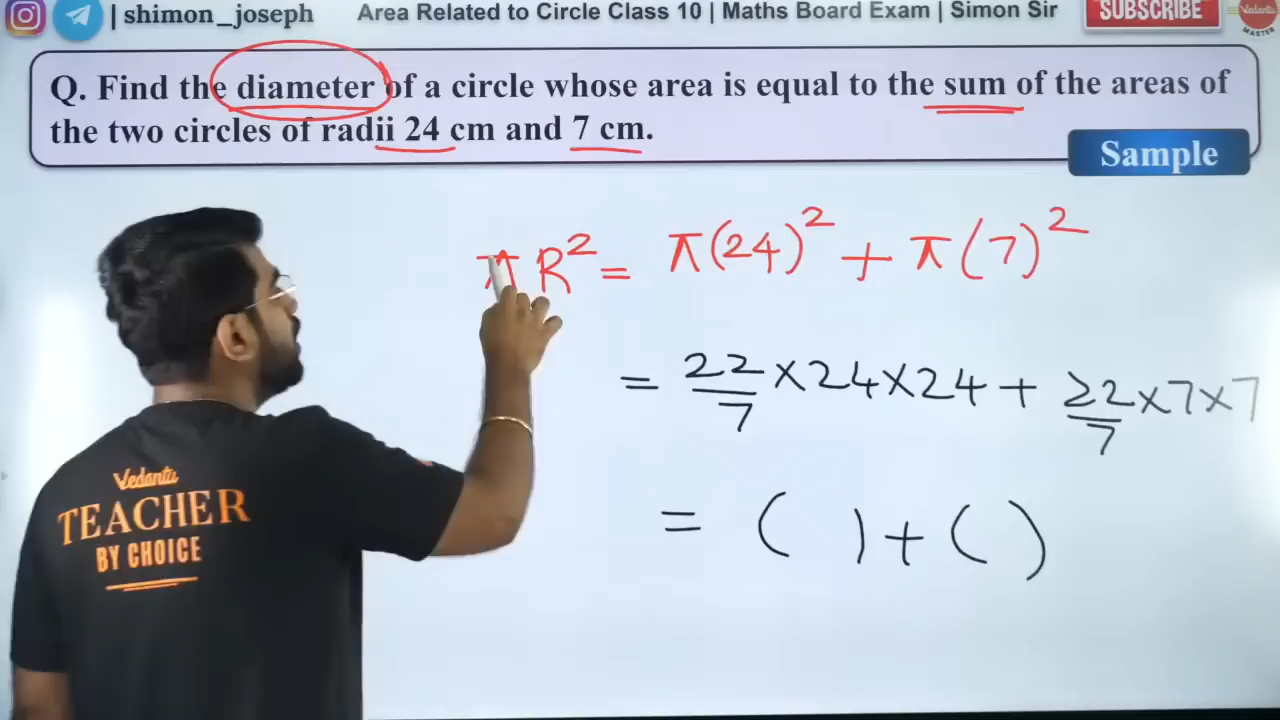 | shimon_joseph Area Related to Circle Class 10 | Maths Board Exam | Simon Sir SUBSCRIBE Vedantu MASTER
Q. Find the diameter of a circle whose area is equal to the sum of the areas of
the two circles of radii 24 cm and 7 cm.
Sample
π R² = π(24)² + π(7)²
= 22/7 × 24 × 24 + 22/7 × 7 × 7
= ( ) + ( )
Vedantu
TEACHER
BY CHOICE